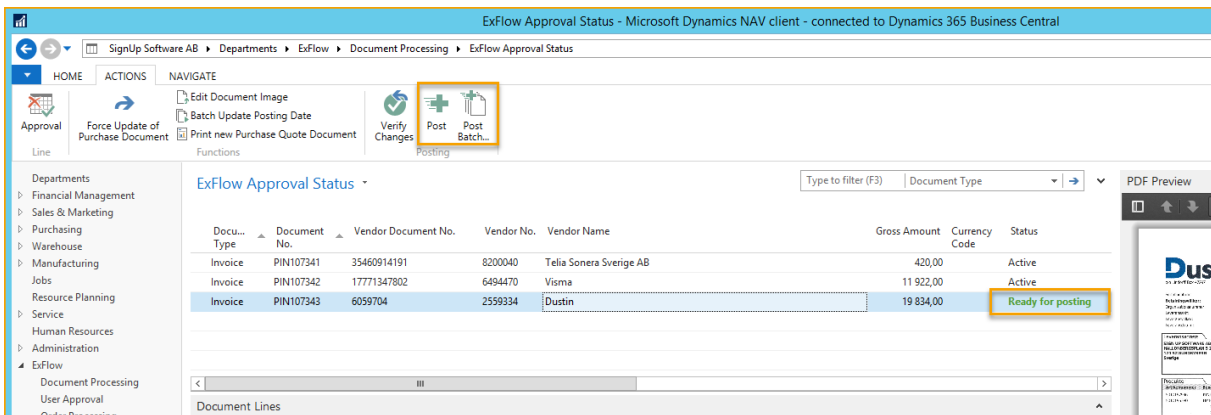 ExFlow Approval Status - Microsoft Dynamics NAV client - connected to Dynamics 365 Business Central
SignUp Software AB ▸ Departments ▸ ExFlow ▸ Document Processing ▸ ExFlow Approval Status
HOME ACTIONS NAVIGATE
Approval
Force Update of
Purchase Document
Edit Document Image
Batch Update Posting Date
Print new Purchase Quote Document
Verify
Changes
Post
Post
Batch...
Line Functions Posting
Departments
Financial Management
Sales & Marketing
Purchasing
Warehouse
Manufacturing
Jobs
Resource Planning
Service
Human Resources
Administration
ExFlow
Document Processing
User Approval
Order Processing
ExFlow Approval Status
Type to filter (F3) Document Type
Docu... Type Document No. Vendor Document No. Vendor No. Vendor Name Gross Amount Currency Code Status
Invoice PIN107341 35460914191 8200040 Telia Sonera Sverige AB 420,00 Active
Invoice PIN107342 17771347802 6494470 Visma 11 922,00 Active
Invoice PIN107343 6059704 2559334 Dustin 19 834,00 Ready for posting
Document Lines
PDF Preview
Dus